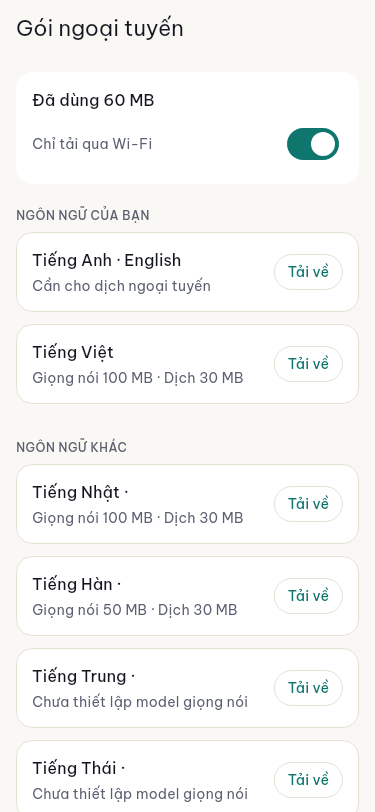 Gói ngoại tuyến
Đã dùng 60 MB
Chỉ tải qua Wi-Fi
NGÔN NGỮ CỦA BẠN
Tiếng Anh · English
Cần cho dịch ngoại tuyến
Tải về
Tiếng Việt
Giọng nói 100 MB · Dịch 30 MB
Tải về
NGÔN NGỮ KHÁC
Tiếng Nhật ·
Giọng nói 100 MB · Dịch 30 MB
Tải về
Tiếng Hàn ·
Giọng nói 50 MB · Dịch 30 MB
Tải về
Tiếng Trung ·
Chưa thiết lập model giọng nói
Tải về
Tiếng Thái ·
Chưa thiết lập model giọng nói
Tải về